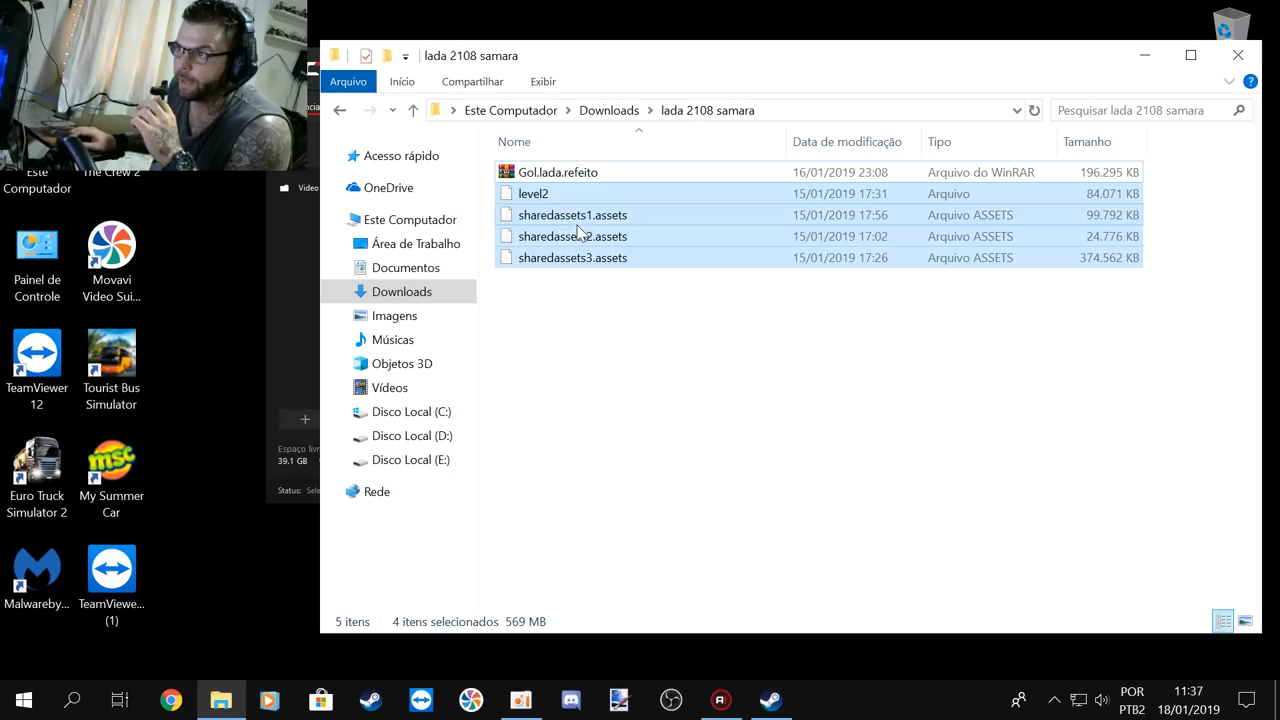 lada 2108 samara
Arquivo
Início
Compartilhar
Exibir
Este Computador
Downloads
lada 2108 samara
Pesquisar lada 2108 samara
Nome
Data de modificação
Tipo
Tamanho
Gol.lada.refeito
16/01/2019 23:08
Arquivo do WinRAR
196.295 KB
level2
15/01/2019 17:31
Arquivo
84.071 KB
sharedassets1.assets
15/01/2019 17:56
Arquivo ASSETS
99.792 KB
15/01/2019 17:02
Arquivo ASSETS
24.776 KB
sharedassets3.assets
15/01/2019 17:26
Arquivo ASSETS
374.562 KB
Acesso rápido
OneDrive
Este Computador
Área de Trabalho
Documentos
Downloads
Imagens
Músicas
Objetos 3D
Vídeos
Disco Local (C:)
Disco Local (D:)
Disco Local (E:)
Rede
5 itens
4 itens selecionados
569 MB
Este
Computador
The Crew 2
Painel de
Controle
Movavi
Video Sui...
TeamViewer
12
Tourist Bus
Simulator
Euro Truck
Simulator 2
My Summer
Car
msc
Malwareby...
TeamViewe...
(1)
Video
Espaço livr
39.1 GB
Status:
Sele
POR
PTB2
11:37
18/01/2019